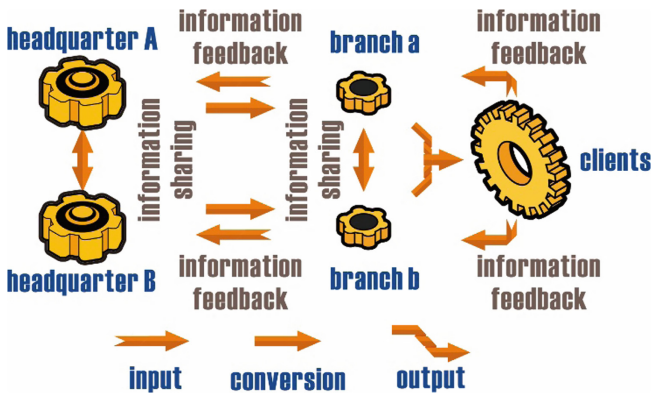 headquarter A
information
feedback
branch a
information
feedback
information
sharing
information
sharing
clients
headquarter B
information
feedback
branch b
information
feedback
input
conversion
output